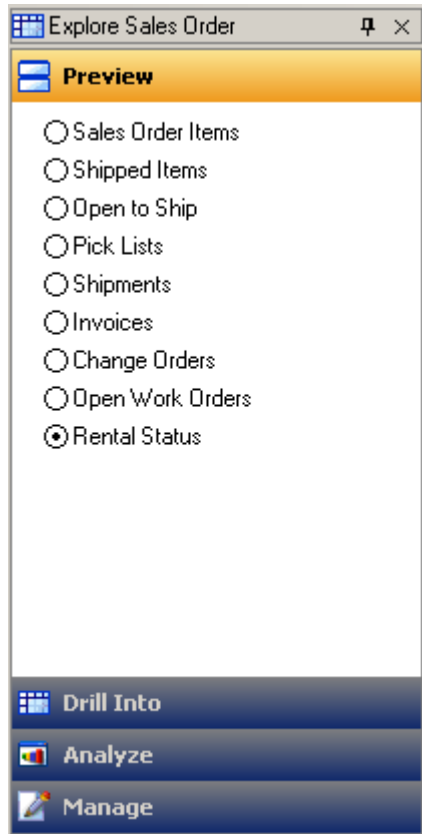 Explore Sales Order
Preview
Sales Order Items
Shipped Items
Open to Ship
Pick Lists
Shipments
Invoices
Change Orders
Open Work Orders
Rental Status
Drill Into
Analyze
Manage